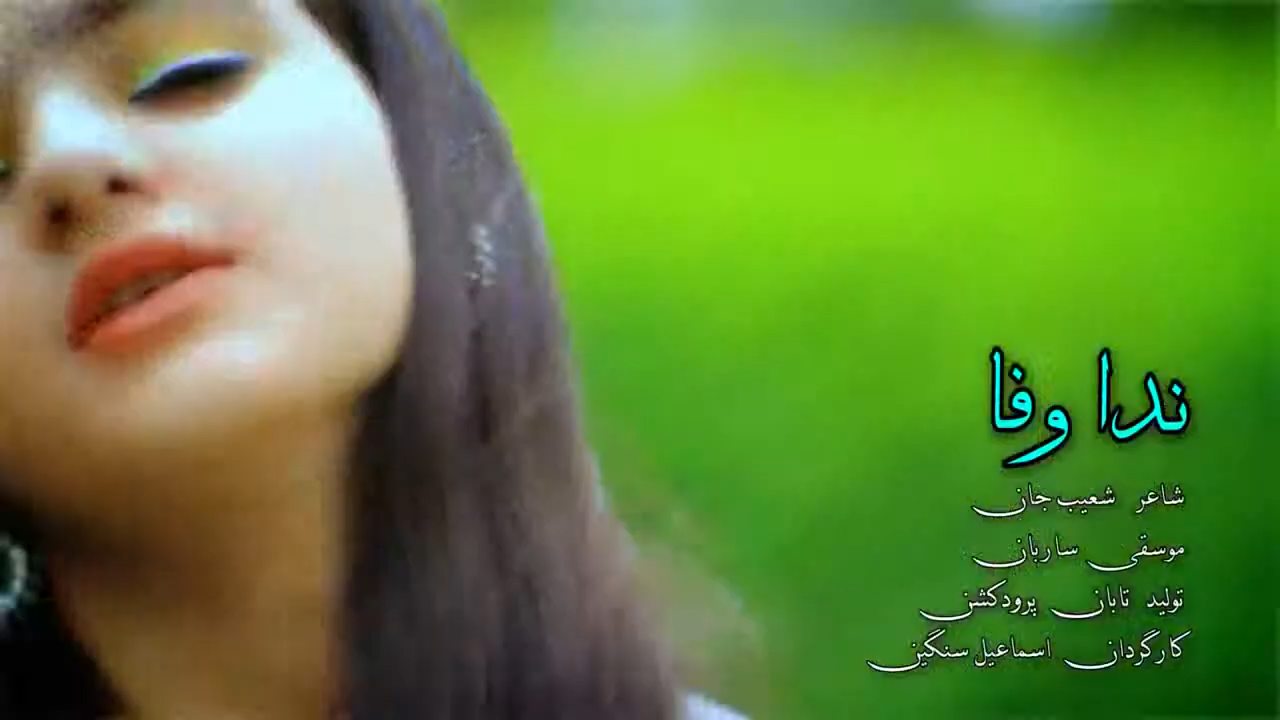 ندا وفا
شاعر شعیب جان
موسقی ساربان
تولید تابان پرودکشن
کارگردان اسماعیل سنگین